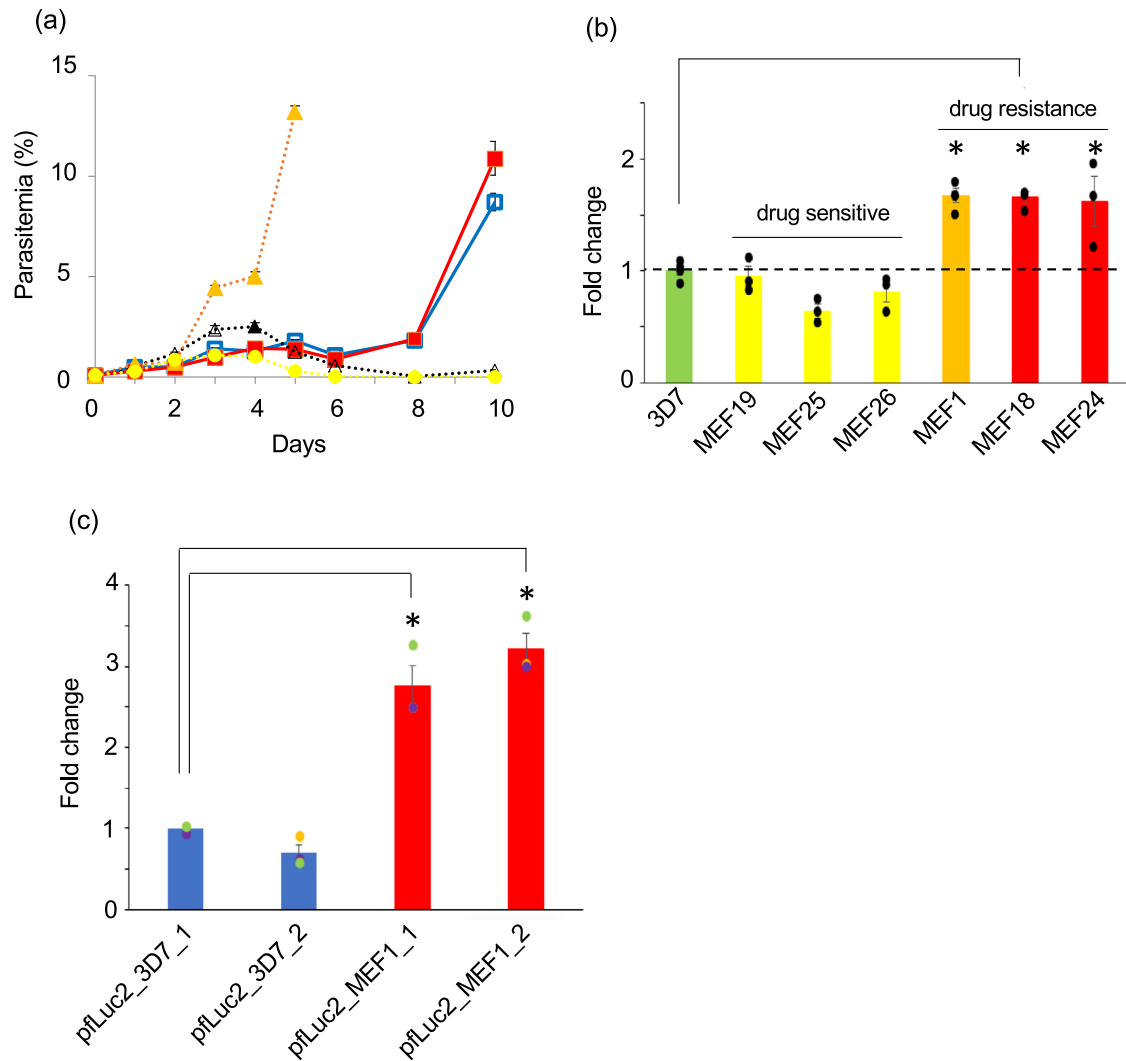 (a)
15
10
5
0
Parasitemia (%)
0 2 4 6 8 10
Days
(b)
drug resistance
* * *
drug sensitive
2
1
0
Fold change
3D7
MEF19
MEF25
MEF26
MEF1
MEF18
MEF24
(c)
* *
4
3
2
1
0
Fold change
pfLuc2_3D7_1
pfLuc2_3D7_2
pfLuc2_MEF1_1
pfLuc2_MEF1_2